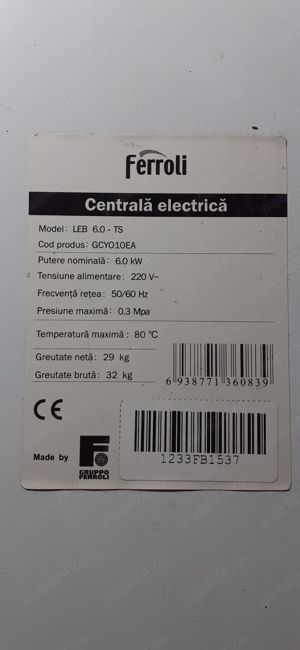 Ferroli
Centrală electrică
Model: LEB 6.0 - TS
Cod produs: GCYO10EA
Putere nominală: 6.0 kW
Tensiune alimentare: 220 V~
Frecvență rețea: 50/60 Hz
Presiune maximă: 0.3 Mpa
Temperatură maximă: 80 °C
Greutate netă: 29 kg
Greutate brută: 32 kg
6 938771 360839
CE
1233FB1537
Made by
GRUPPO
FERROLI